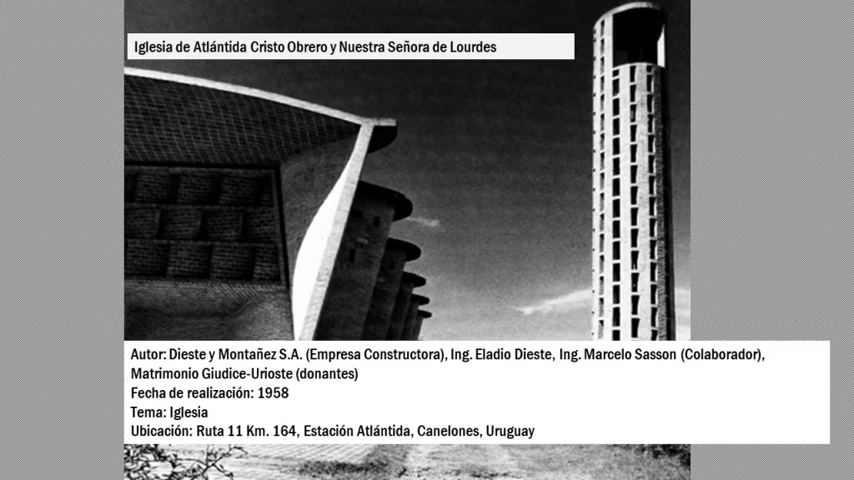 Iglesia de Atlántida Cristo Obrero y Nuestra Señora de Lourdes
Autor: Dieste y Montañez S.A. (Empresa Constructora), Ing. Eladio Dieste, Ing. Marcelo Sasson (Colaborador),
Matrimonio Giudice-Urioste (donantes)
Fecha de realización: 1958
Tema: Iglesia
Ubicación: Ruta 11 Km. 164, Estación Atlántida, Canelones, Uruguay